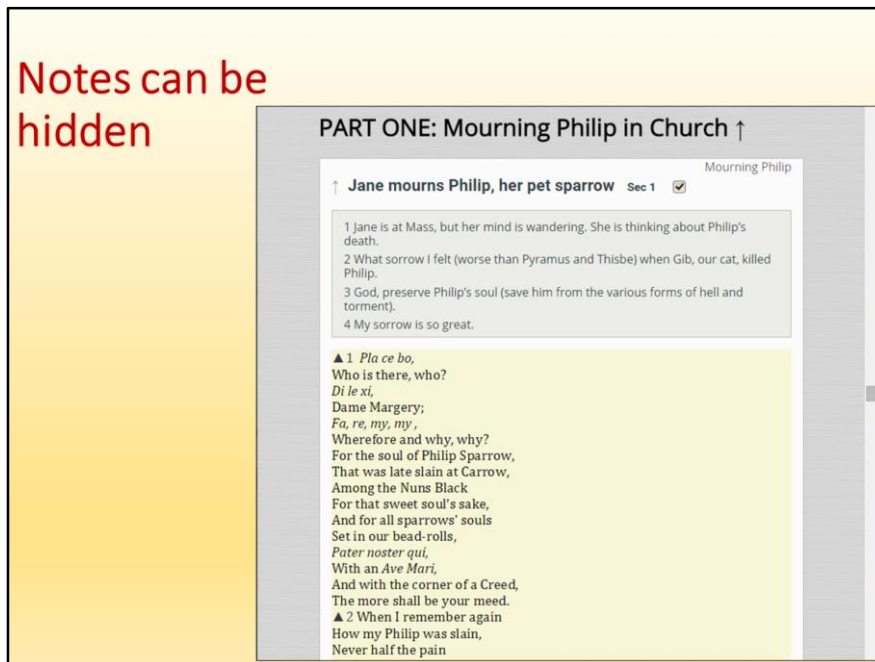 Notes can be
hidden
PART ONE: Mourning Philip in Church ↑
Mourning Philip
↑ Jane mourns Philip, her pet sparrow Sec 1
1 Jane is at Mass, but her mind is wandering. She is thinking about Philip's
death.
2 What sorrow I felt (worse than Pyramus and Thisbe) when Gib, our cat, killed
Philip.
3 God, preserve Philip's soul (save him from the various forms of hell and
torment).
4 My sorrow is so great.
▲1 Pla ce bo,
Who is there, who?
Di le xi,
Dame Margery;
Fa, re, my, my ,
Wherefore and why, why?
For the soul of Philip Sparrow,
That was late slain at Carrow,
Among the Nuns Black
For that sweet soul's sake,
And for all sparrows' souls
Set in our bead-rolls,
Pater noster qui,
With an Ave Mari,
And with the corner of a Creed,
The more shall be your meed.
▲2 When I remember again
How my Philip was slain,
Never half the pain